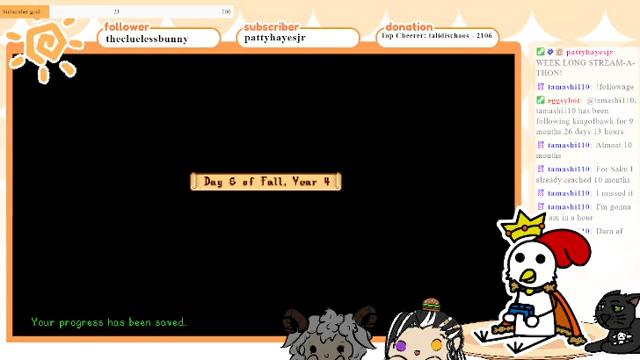 Subscriber goal 23 100
follower
thecluelessbunny
subscriber
pattyhayesjr
donation
Top Cheerer: talidischaos - 2106
Day 6 of Fall, Year 4
Your progress has been saved.
pattyhayesjr:
WEEK LONG STREAM-A-
THON!
tamashi110: !followage
eggsybot: @tamashi110,
tamashi110 has been
following kingofbawk for 9
months 26 days 13 hours
tamashi110: Almost 10
months
tamashi110: For Saku I
already reached 10 months
tamashi110: I missed it
tamashi110: I'm gonna
am in a hour
Darn af